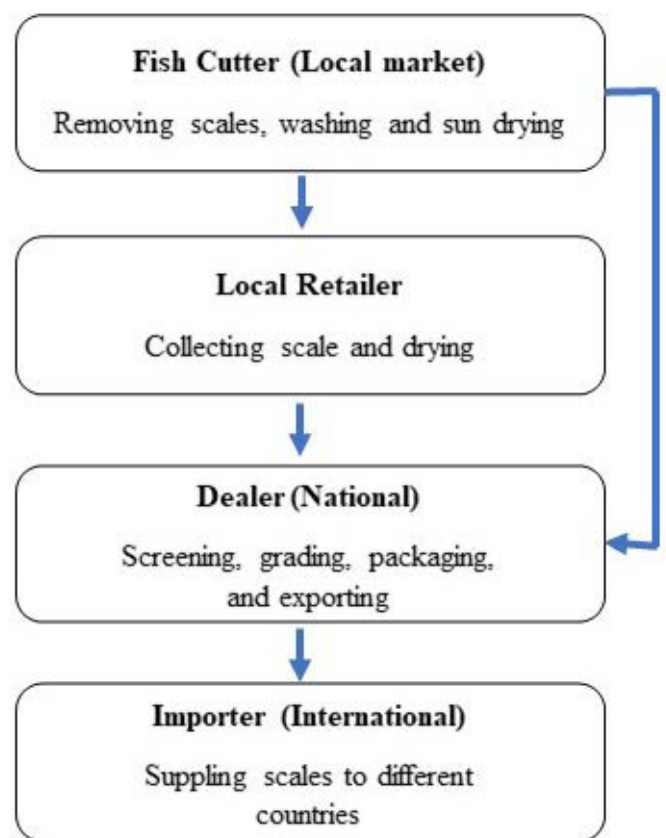 Fish Cutter (Local market)
Removing scales, washing and sun drying
Local Retailer
Collecting scale and drying
Dealer (National)
Screening, grading, packaging,
and exporting
Importer (International)
Suppling scales to different
countries